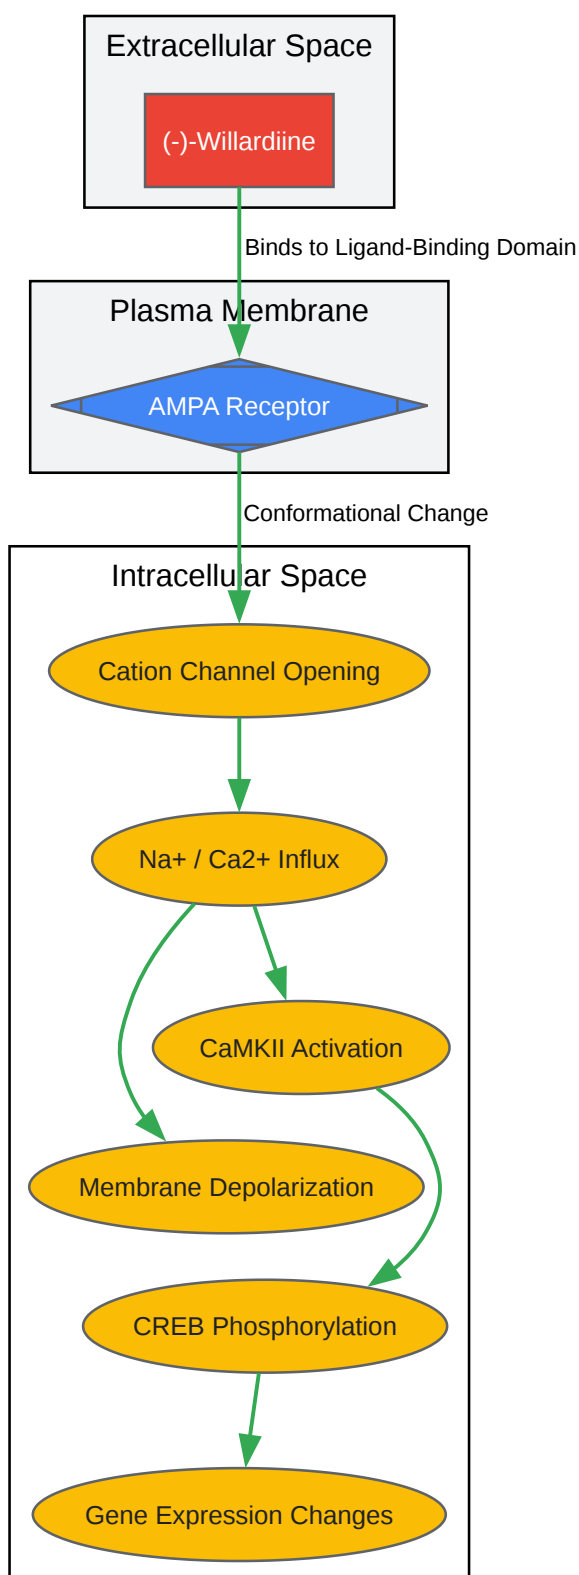 Extracellular Space
(-)-Willardiine
Binds to Ligand-Binding Domain
Plasma Membrane
AMPA Receptor
Conformational Change
Intracellular Space
Cation Channel Opening
Na+ / Ca2+ Influx
CaMKII Activation
Membrane Depolarization
CREB Phosphorylation
Gene Expression Changes